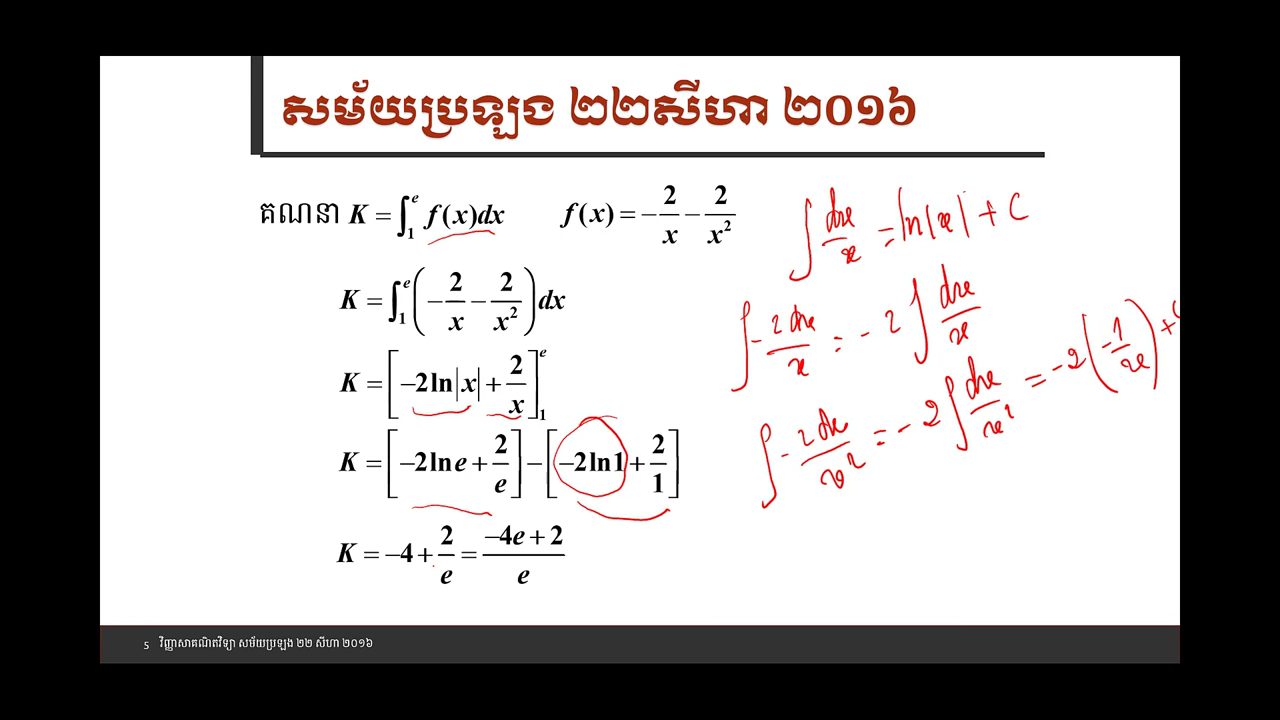 សម័យប្រឡង ២២សីហា ២០១៦
គណនា K = ∫₁ᵉ f(x)dx f(x) = −2/x − 2/x²
K = ∫₁ᵉ (−2/x − 2/x²) dx
K = [−2ln|x| + 2/x]₁ᵉ
K = [−2ln e + 2/e] − [−2ln1 + 2/1]
K = −4 + 2/e = (−4e + 2)/e
∫ dx/x = ln|x| + C
∫ −2dx/x = −2 ∫ dx/x
∫ −2dx/x² = −2 ∫ dx/x² = −2(−1/x) +
5 វិញ្ញាសាគណិតវិទ្យា សម័យប្រឡង ២២ សីហា ២០១៦